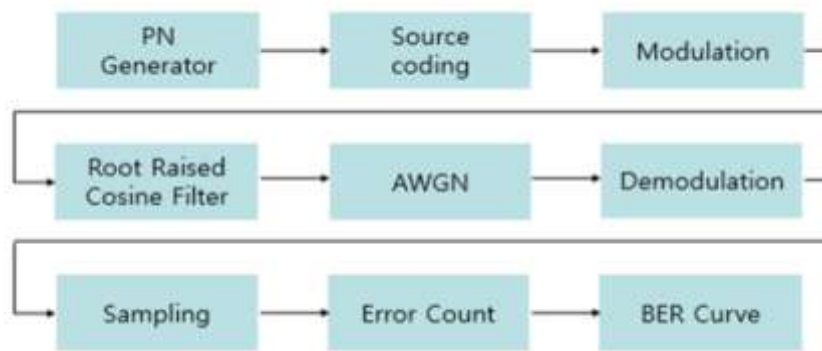 PN
Generator
Source
coding
Modulation
Root Raised
Cosine Filter
AWGN
Demodulation
Sampling
Error Count
BER Curve